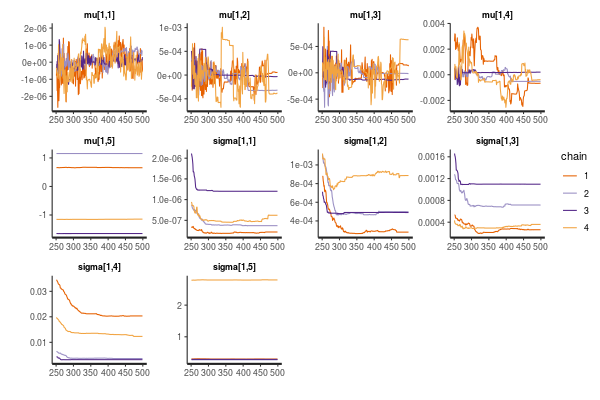 mu[1,1] mu[1,2] mu[1,3] mu[1,4]
2e-06
1e-06
0e+00
-1e-06
-2e-06
1e-03
5e-04
0e+00
-5e-04
5e-04
0e+00
-5e-04
0.004
0.002
0.000
-0.002
250 300 350 400 450 500 250 300 350 400 450 500 250 300 350 400 450 500 250 300 350 400 450 500
mu[1,5] sigma[1,1] sigma[1,2] sigma[1,3]
1
0
-1
2.0e-06
1.5e-06
1.0e-06
5.0e-07
1e-03
8e-04
6e-04
4e-04
0.0016
0.0012
0.0008
0.0004
250 300 350 400 450 500 250 300 350 400 450 500 250 300 350 400 450 500 250 300 350 400 450 500
chain
1
2
3
4
sigma[1,4] sigma[1,5]
0.03
0.02
0.01
2
1
250 300 350 400 450 500 250 300 350 400 450 500